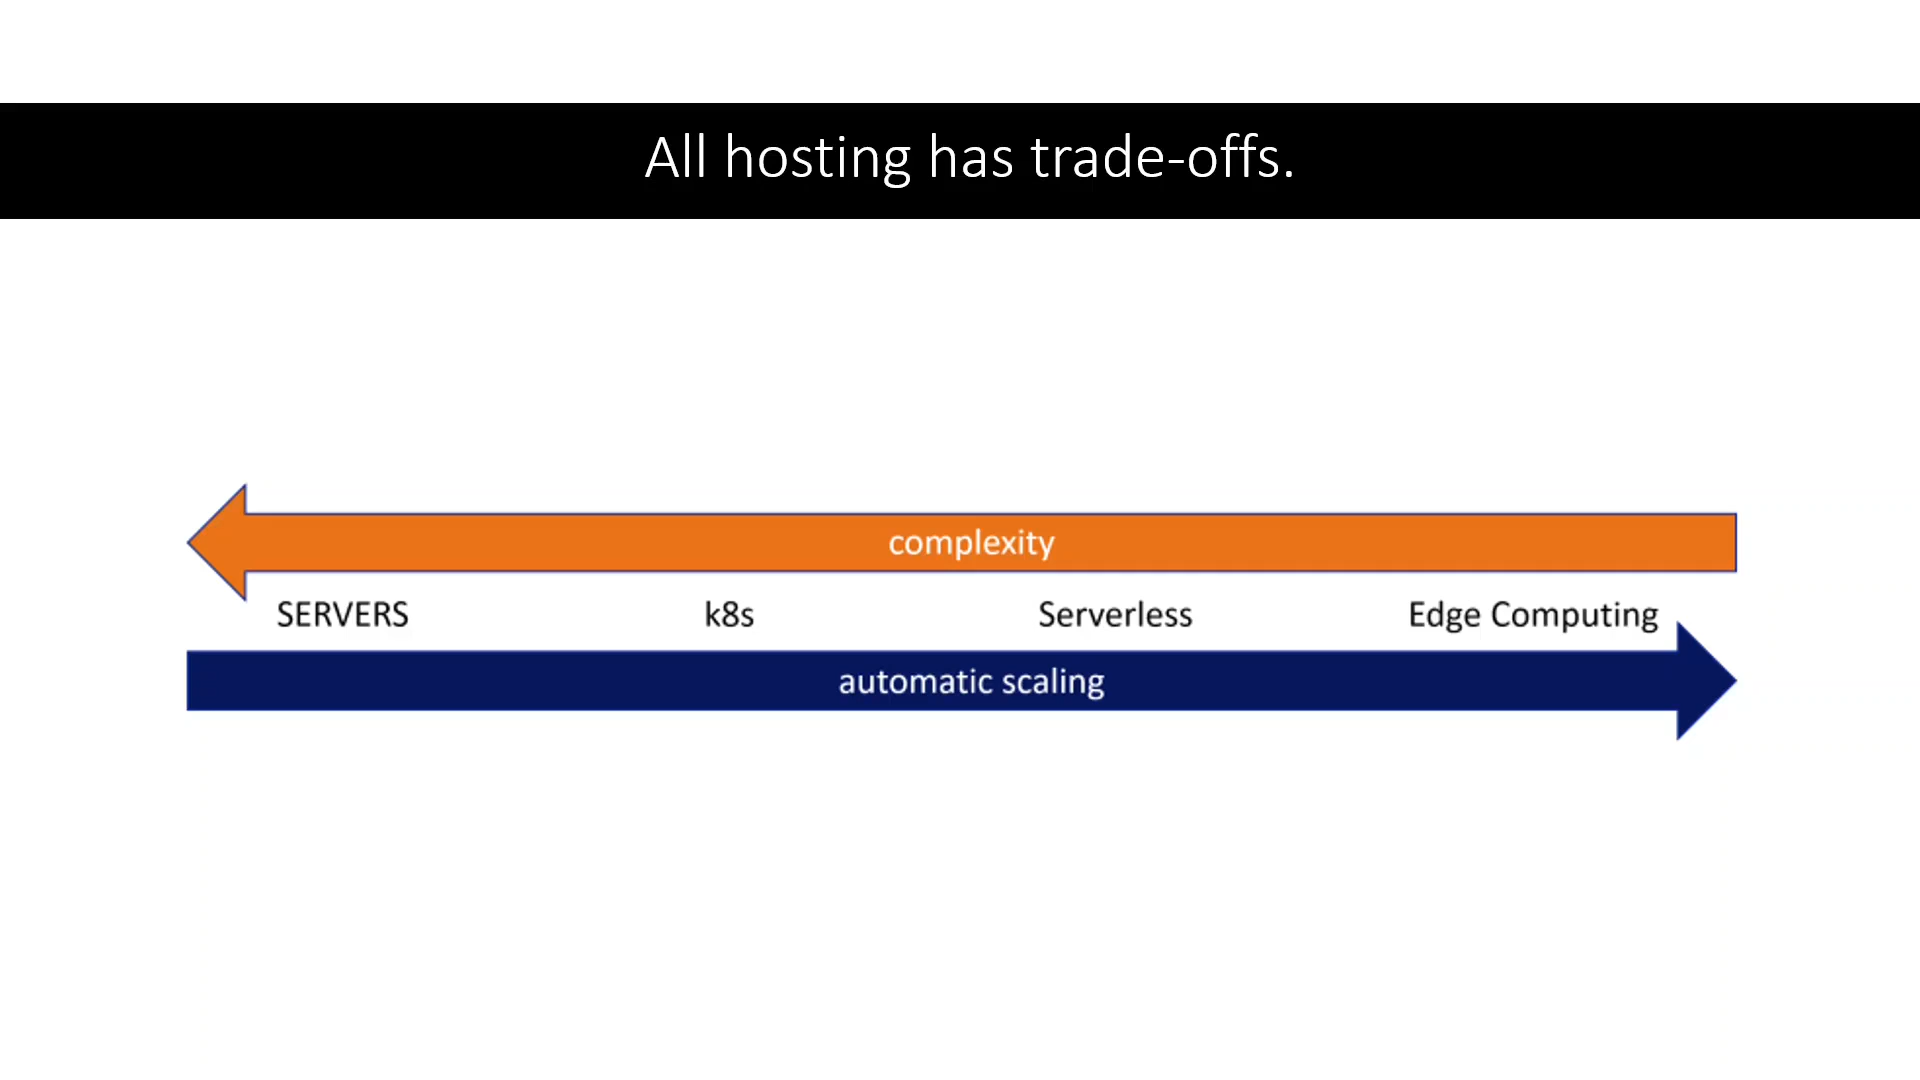 All hosting has trade-offs.
complexity
SERVERS k8s Serverless Edge Computing
automatic scaling